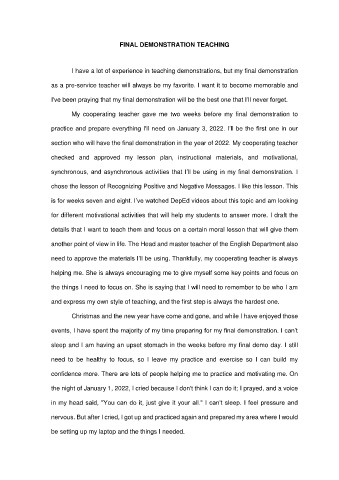 FINAL DEMONSTRATION TEACHING
I have a lot of experience in teaching demonstrations, but my final demonstration
as a pre-service teacher will always be my favorite. I want it to become memorable and
I've been praying that my final demonstration will be the best one that I'll never forget.
My cooperating teacher gave me two weeks before my final demonstration to
practice and prepare everything I'll need on January 3, 2022. I'll be the first one in our
section who will have the final demonstration in the year of 2022. My cooperating teacher
checked and approved my lesson plan, instructional materials, and motivational,
synchronous, and asynchronous activities that I'll be using in my final demonstration. I
chose the lesson of Recognizing Positive and Negative Messages. I like this lesson. This
is for weeks seven and eight. I've watched DepEd videos about this topic and am looking
for different motivational activities that will help my students to answer more. I draft the
details that I want to teach them and focus on a certain moral lesson that will give them
another point of view in life. The Head and master teacher of the English Department also
need to approve the materials I'll be using, Thankfully, my cooperating teacher is always
helping me. She is always encouraging me to give myself some key points and focus on
the things I need to focus on. She is saying that I will need to remember to be who I am
and express my own style of teaching, and the first step is always the hardest one.
Christmas and the new year have come and gone, and while I have enjoyed those
events, I have spent the majority of my time preparing for my final demonstration. I can't
sleep and I am having an upset stomach in the weeks before my final demo day. I still
need to be healthy to focus, so I leave my practice and exercise so I can build my
confidence more. There are lots of people helping me to practice and motivating me. On
the night of January 1, 2022, I cried because I don't think I can do it; I prayed, and a voice
in my head said, "You can do it, just give it your all." I can't sleep. I feel pressure and
nervous. But after I cried, I got up and practiced again and prepared my area where I would
be setting up my laptop and the things I needed.